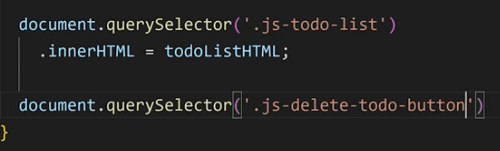 document.querySelector('.js-todo-list')
.innerHTML = todoListHTML;
document.querySelector('.js-delete-todo-button')
}